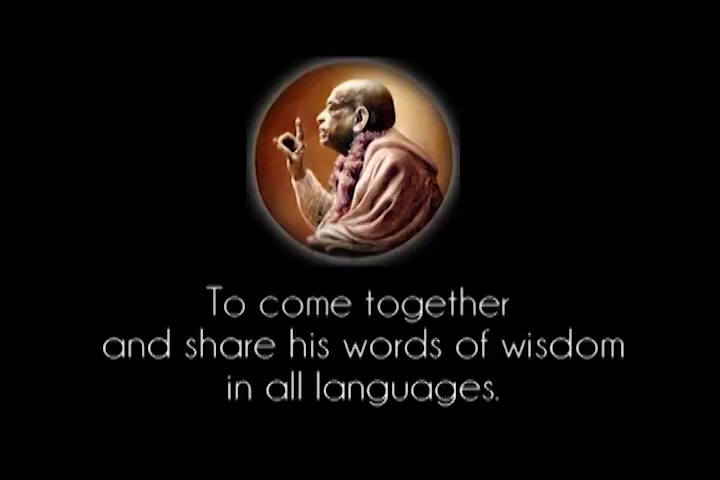 To come together
and share his words of wisdom
in all languages.